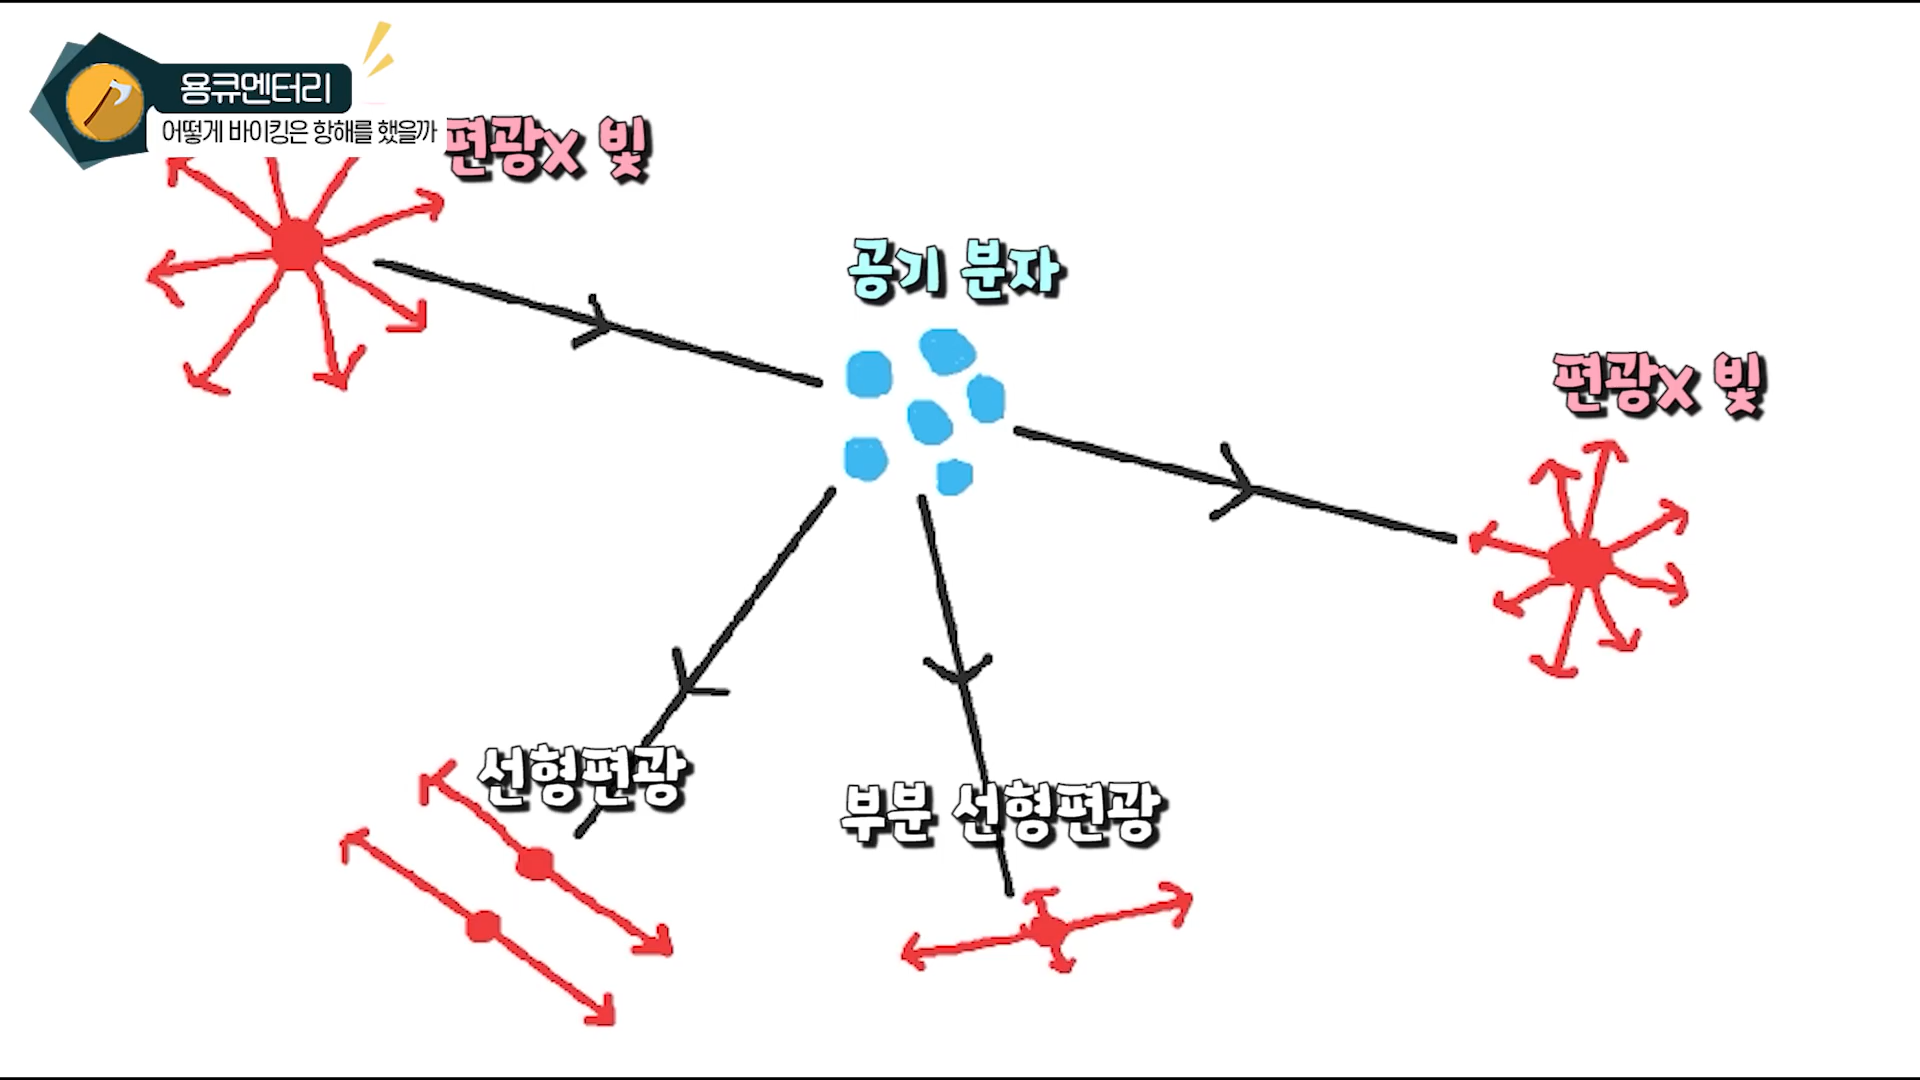 용큐멘터리
어떻게 바이킹은 항해를 했을까
편광x 빛
공기 분자
편광x 빛
선형편광
부분 선형편광